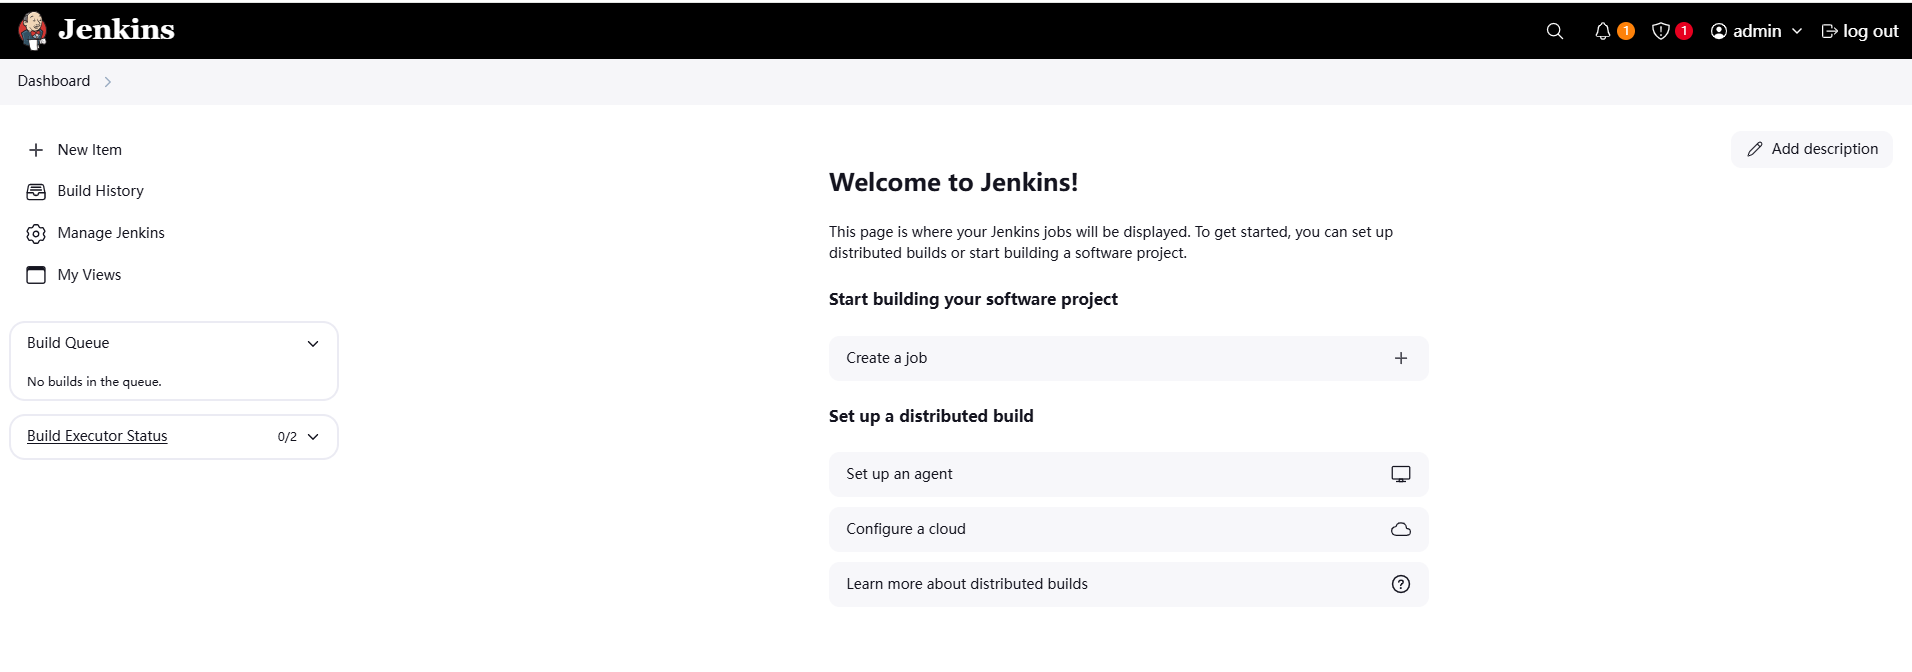 Jenkins
1
1
admin
log out
Dashboard
New Item
Build History
Manage Jenkins
My Views
Build Queue
No builds in the queue.
Build Executor Status
0/2
Add description
Welcome to Jenkins!
This page is where your Jenkins jobs will be displayed. To get started, you can set up
distributed builds or start building a software project.
Start building your software project
Create a job
Set up a distributed build
Set up an agent
Configure a cloud
Learn more about distributed builds